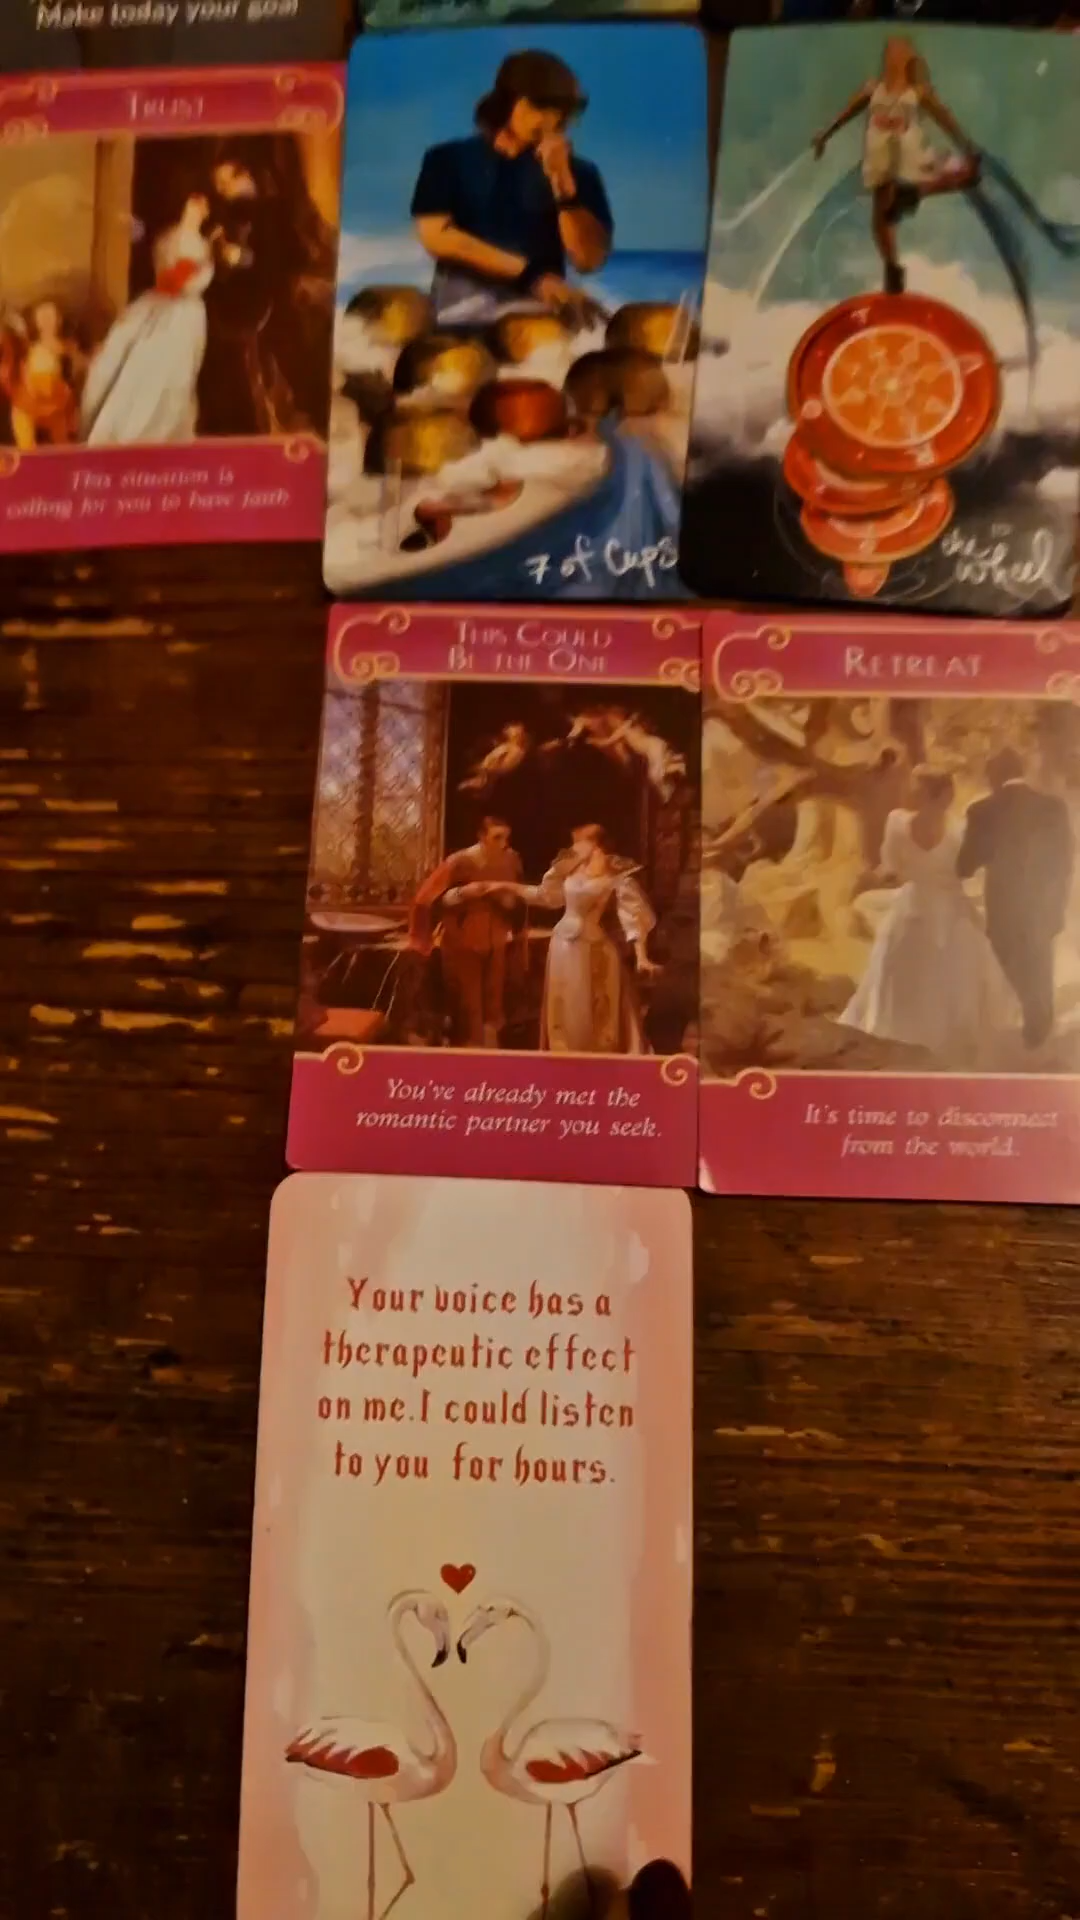 Make today your goal
TRUST
This situation is
calling for you to have faith
7 of Cups
10
the
Wheel
THIS COULD
BE THE ONE
You've already met the
romantic partner you seek.
RETREAT
It's time to disconnect
from the world.
Your voice has a
therapeutic effect
on me.I could listen
to you for hours.